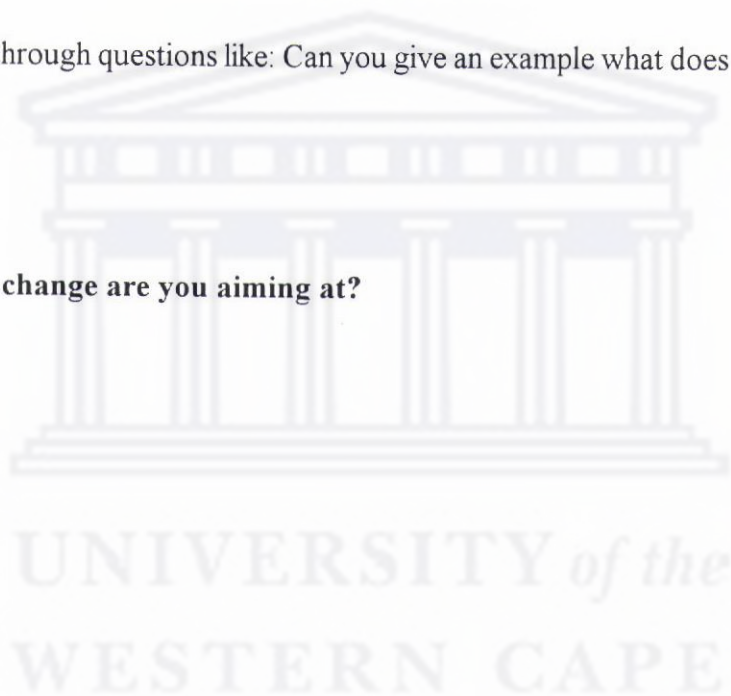 hrough questions like: Can you give an example what does
change are you aiming at?
UNIVERSITY of the
WESTERN CAPE